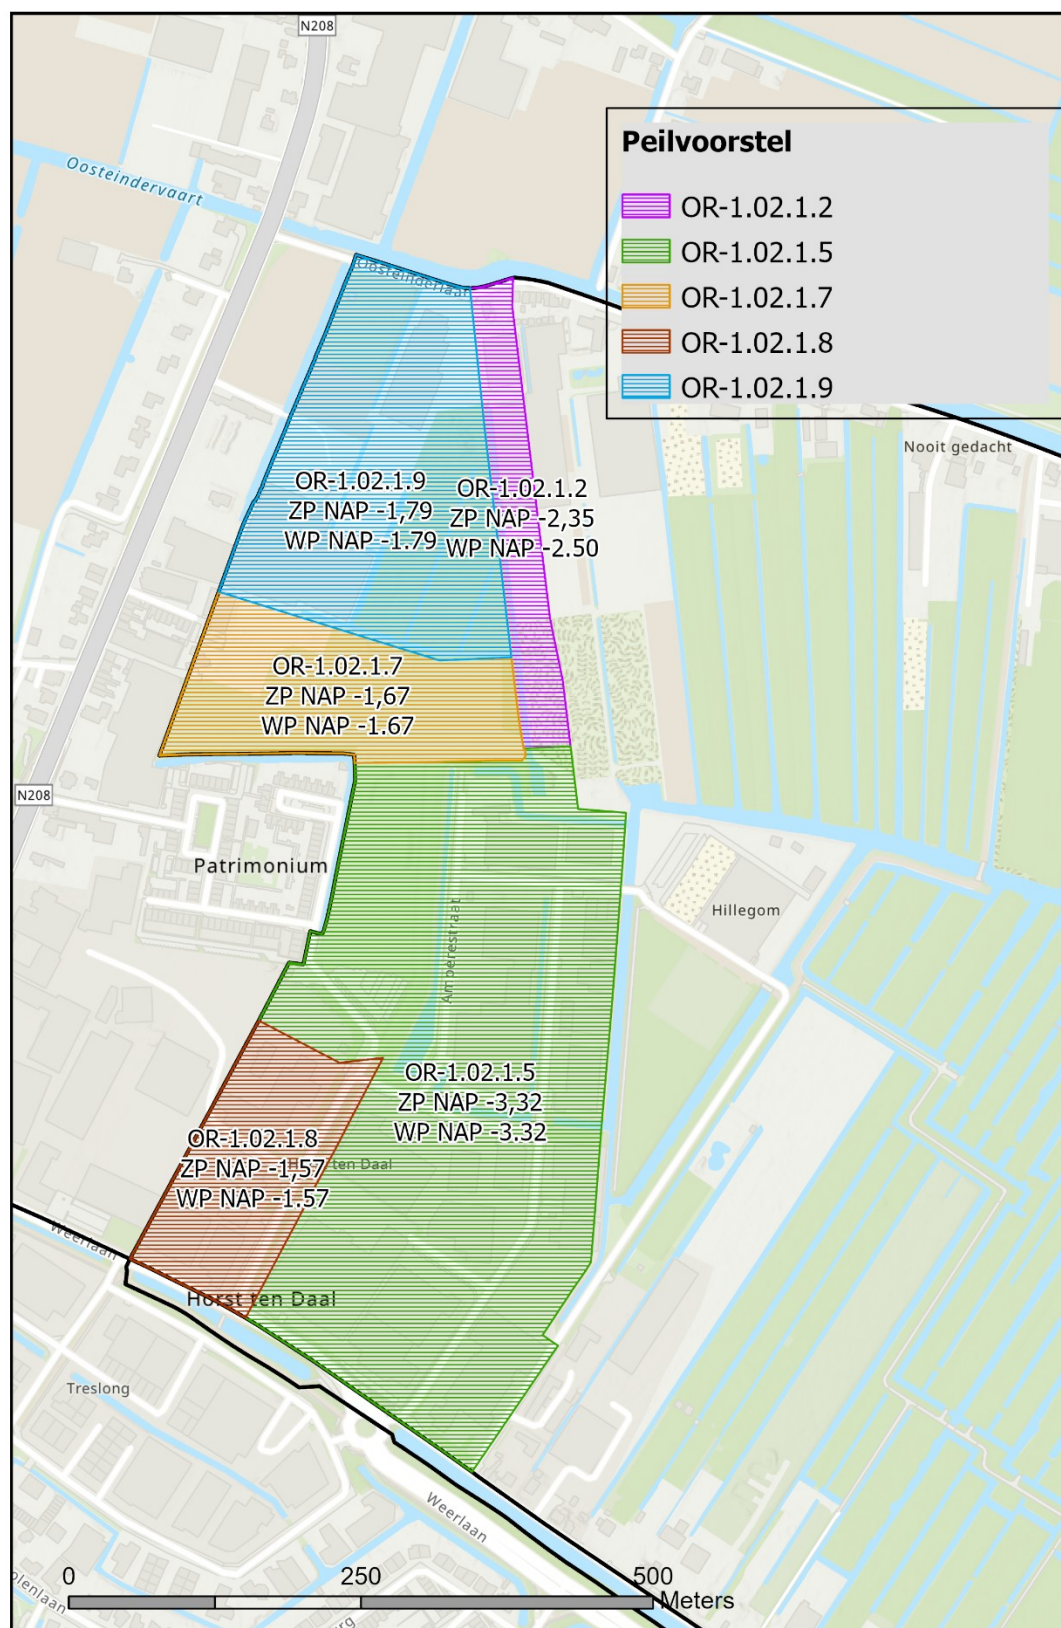 N208
Oosteindervaart
Peilvoorstel
OR-1.02.1.2
OR-1.02.1.5
OR-1.02.1.7
OR-1.02.1.8
OR-1.02.1.9
Oosteinderlaan
Nooit gedacht
OR-1.02.1.9
ZP NAP -1,79
WP NAP -1.79
OR-1.02.1.2
ZP NAP -2,35
WP NAP -2.50
OR-1.02.1.7
ZP NAP -1,67
WP NAP -1.67
N208
Patrimonium
Hillegom
Amperestraat
OR-1.02.1.5
ZP NAP -3,32
WP NAP -3.32
OR-1.02.1.8
ZP NAP -1,57
WP NAP -1.57
ten Daal
Weerlaan
Horst ten Daal
Treslong
Weerlaan
0 250 500
Meters
olenlaan